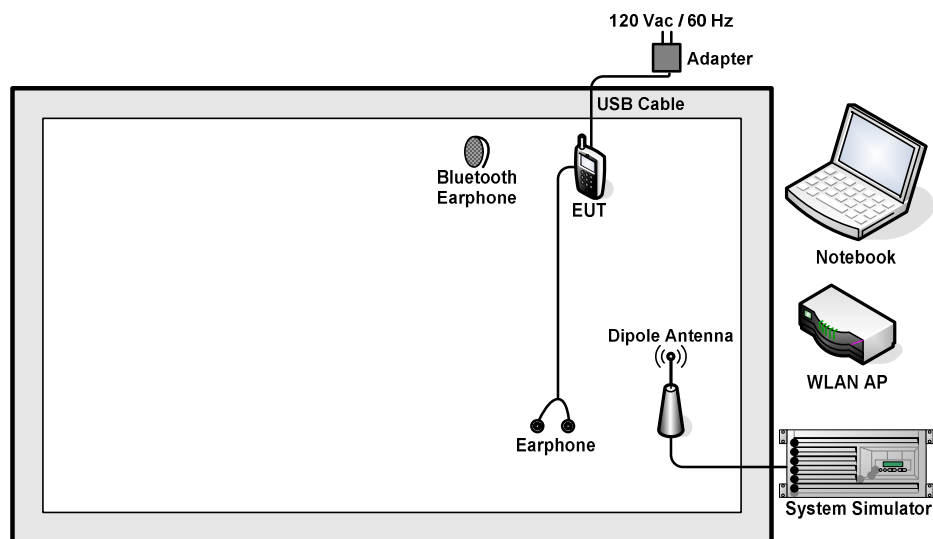 120 Vac / 60 Hz
Adapter
USB Cable
Bluetooth
Earphone
EUT
Notebook
Dipole Antenna
WLAN AP
Earphone
System Simulator